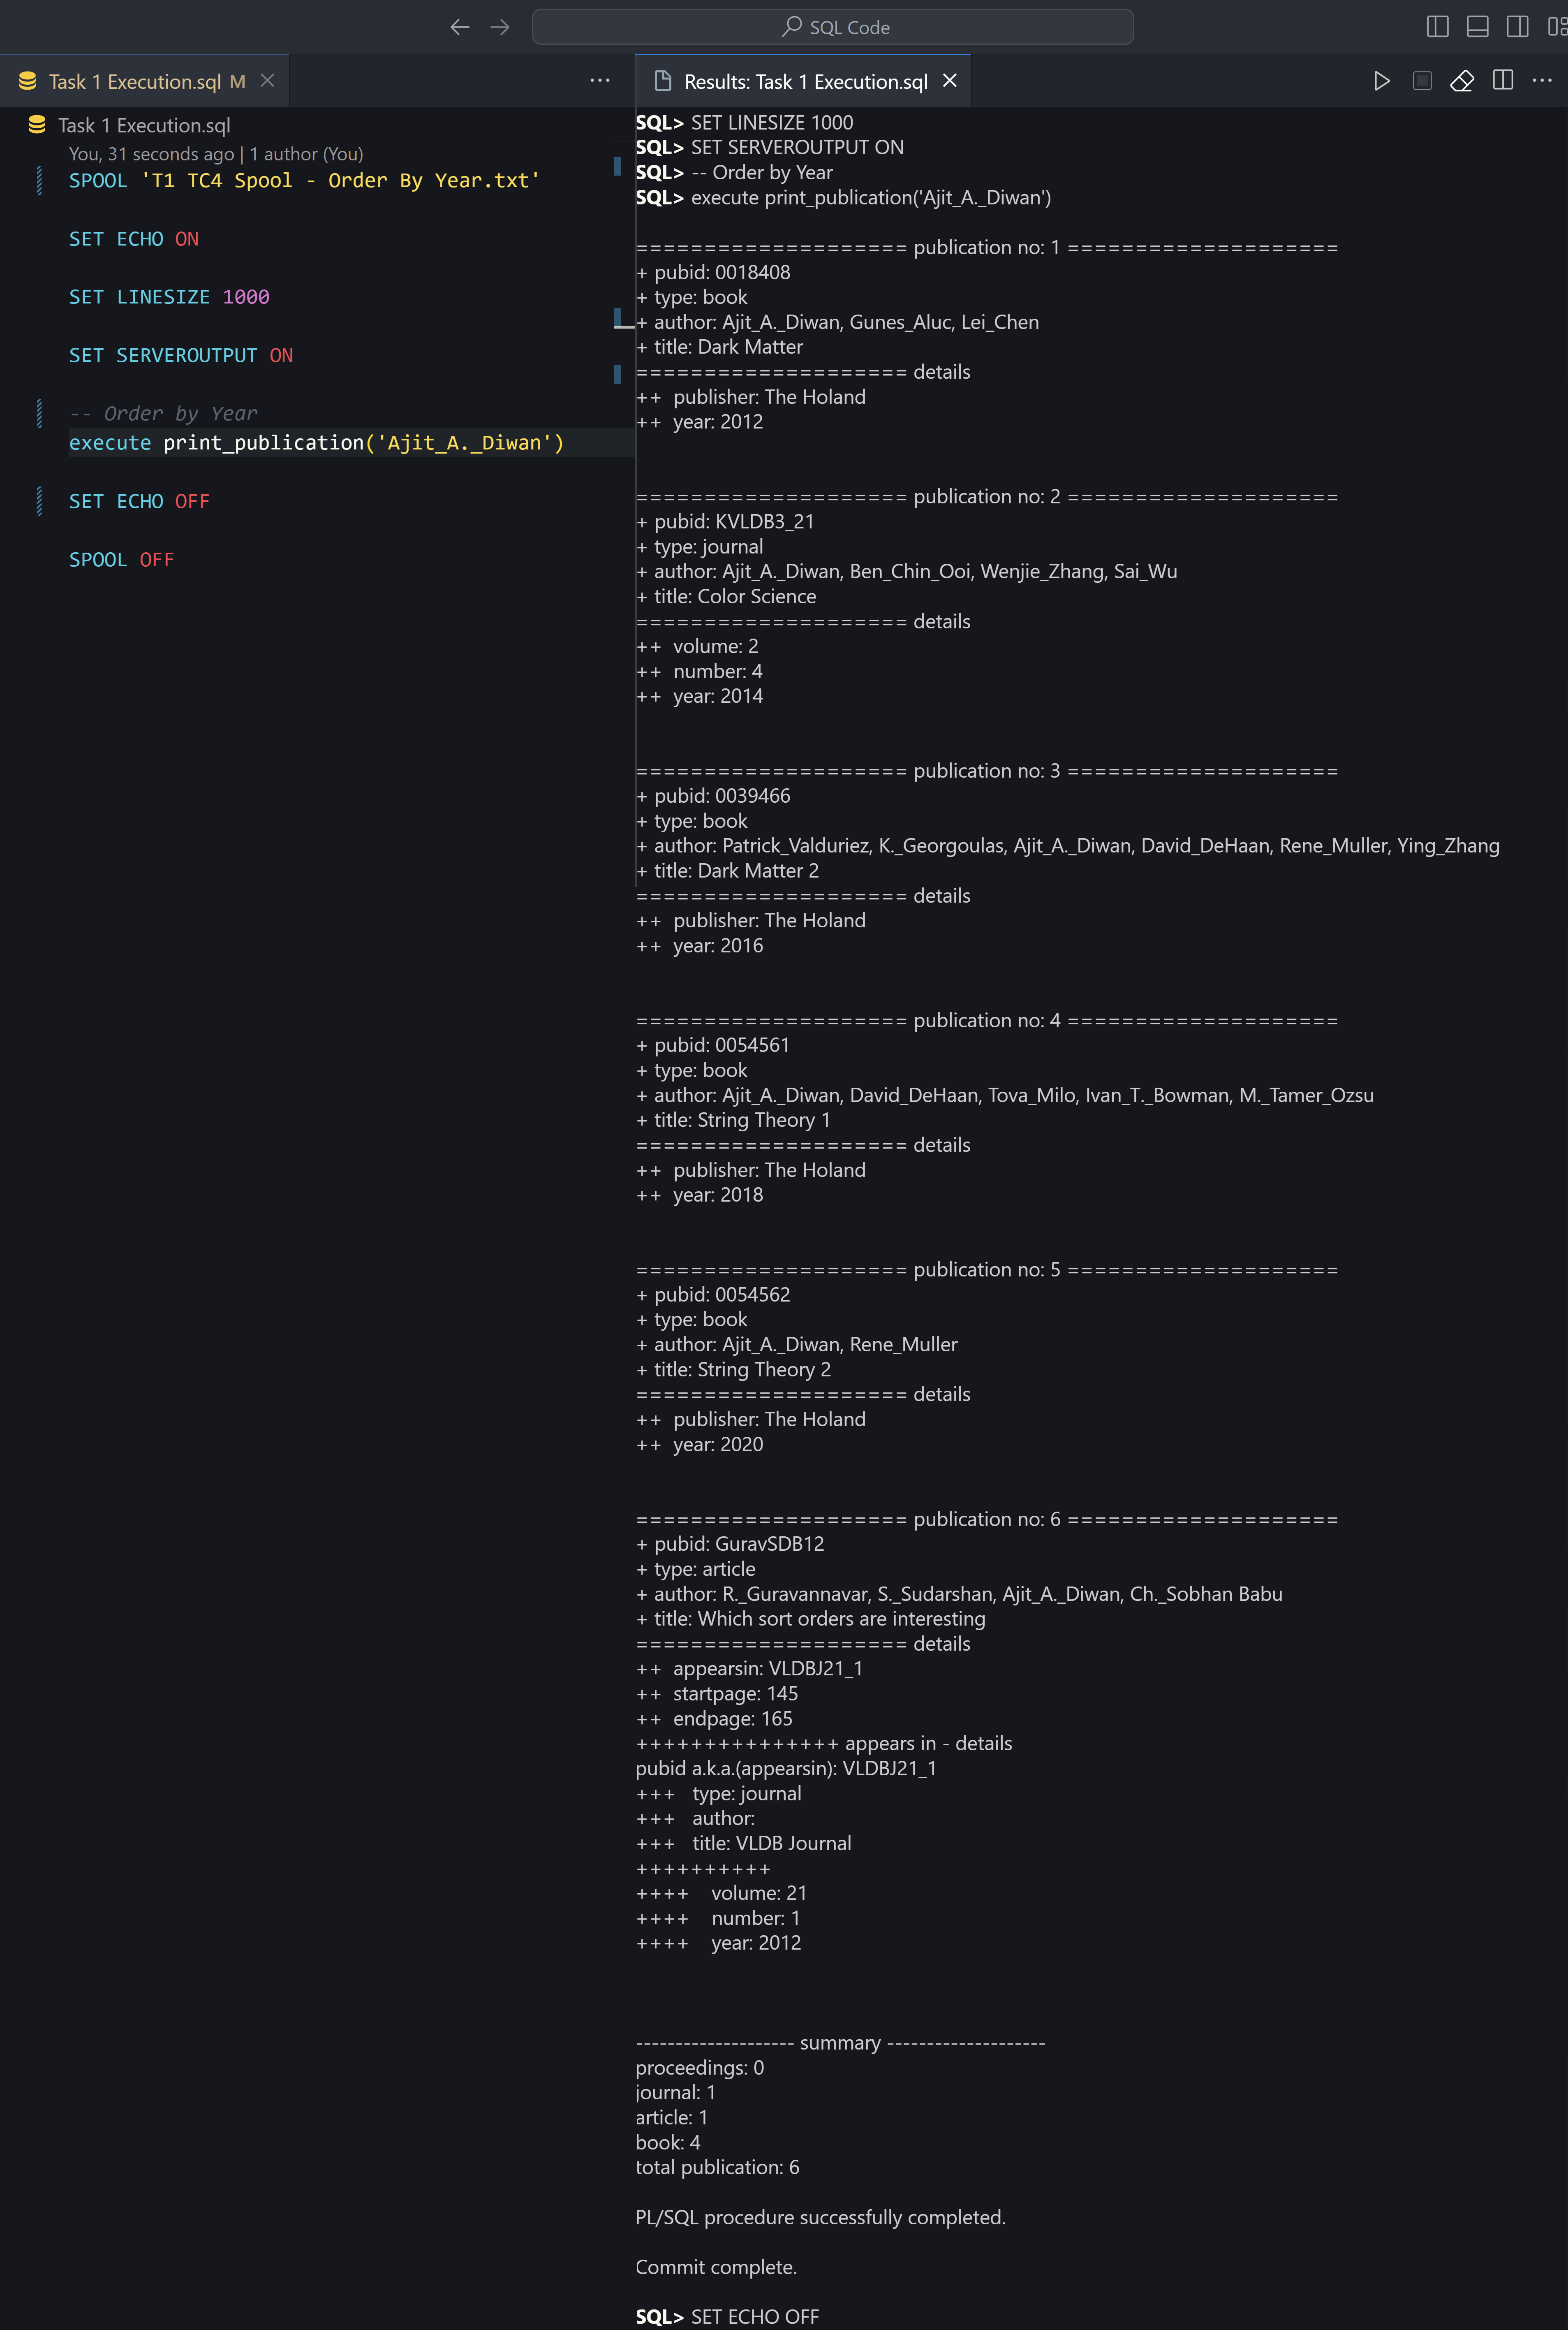 SQL Code
Task 1 Execution.sql M
Results: Task 1 Execution.sql
Task 1 Execution.sql
You, 31 seconds ago | 1 author (You)
SPOOL 'T1 TC4 Spool - Order By Year.txt'
SET ECHO ON
SET LINESIZE 1000
SET SERVEROUTPUT ON
-- Order by Year
execute print_publication('Ajit_A._Diwan')
SET ECHO OFF
SPOOL OFF
SQL> SET LINESIZE 1000
SQL> SET SERVEROUTPUT ON
SQL> -- Order by Year
SQL> execute print_publication('Ajit_A._Diwan')
==================== publication no: 1 ====================
+ pubid: 0018408
+ type: book
+ author: Ajit_A._Diwan, Gunes_Aluc, Lei_Chen
+ title: Dark Matter
==================== details
++ publisher: The Holand
++ year: 2012
==================== publication no: 2 ====================
+ pubid: KVLDB3_21
+ type: journal
+ author: Ajit_A._Diwan, Ben_Chin_Ooi, Wenjie_Zhang, Sai_Wu
+ title: Color Science
==================== details
++ volume: 2
++ number: 4
++ year: 2014
==================== publication no: 3 ====================
+ pubid: 0039466
+ type: book
+ author: Patrick_Valduriez, K._Georgoulas, Ajit_A._Diwan, David_DeHaan, Rene_Muller, Ying_Zhang
+ title: Dark Matter 2
==================== details
++ publisher: The Holand
++ year: 2016
==================== publication no: 4 ====================
+ pubid: 0054561
+ type: book
+ author: Ajit_A._Diwan, David_DeHaan, Tova_Milo, Ivan_T._Bowman, M._Tamer_Ozsu
+ title: String Theory 1
==================== details
++ publisher: The Holand
++ year: 2018
==================== publication no: 5 ====================
+ pubid: 0054562
+ type: book
+ author: Ajit_A._Diwan, Rene_Muller
+ title: String Theory 2
==================== details
++ publisher: The Holand
++ year: 2020
==================== publication no: 6 ====================
+ pubid: GuravSDB12
+ type: article
+ author: R._Guravannavar, S._Sudarshan, Ajit_A._Diwan, Ch._Sobhan Babu
+ title: Which sort orders are interesting
==================== details
++ appearsin: VLDBJ21_1
++ startpage: 145
++ endpage: 165
+++++++++++++++ appears in - details
pubid a.k.a.(appearsin): VLDBJ21_1
+++ type: journal
+++ author:
+++ title: VLDB Journal
++++++++++
++++ volume: 21
++++ number: 1
++++ year: 2012
-------------------- summary --------------------
proceedings: 0
journal: 1
article: 1
book: 4
total publication: 6
PL/SQL procedure successfully completed.
Commit complete.
SQL> SET ECHO OFF